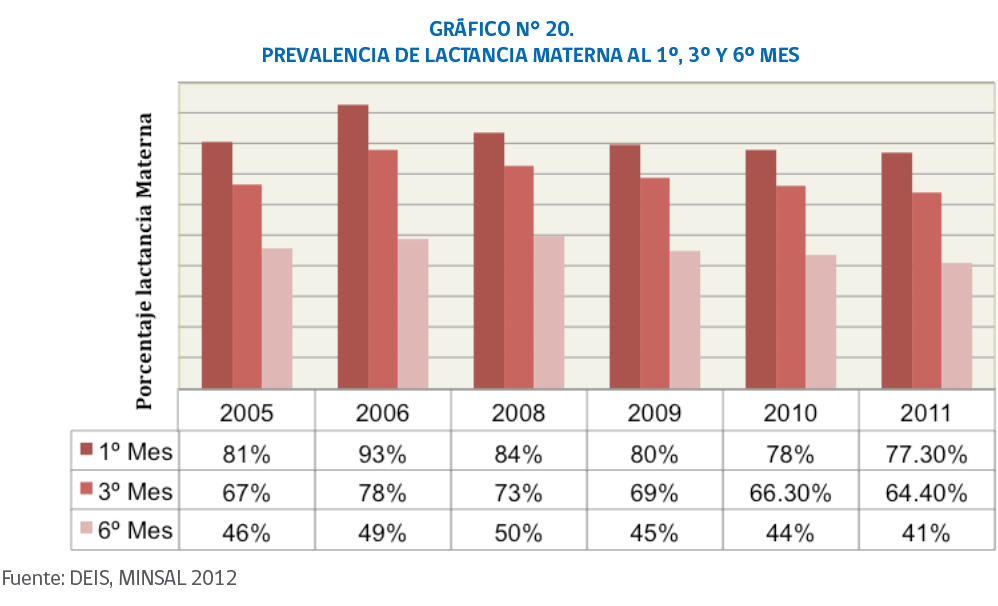 GRÁFICO N° 20.
PREVALENCIA DE LACTANCIA MATERNA AL 1º, 3º Y 6º MES
Porcentaje lactancia Materna
2005 2006 2008 2009 2010 2011
1º Mes 81% 93% 84% 80% 78% 77.30%
3º Mes 67% 78% 73% 69% 66.30% 64.40%
6º Mes 46% 49% 50% 45% 44% 41%
Fuente: DEIS, MINSAL 2012